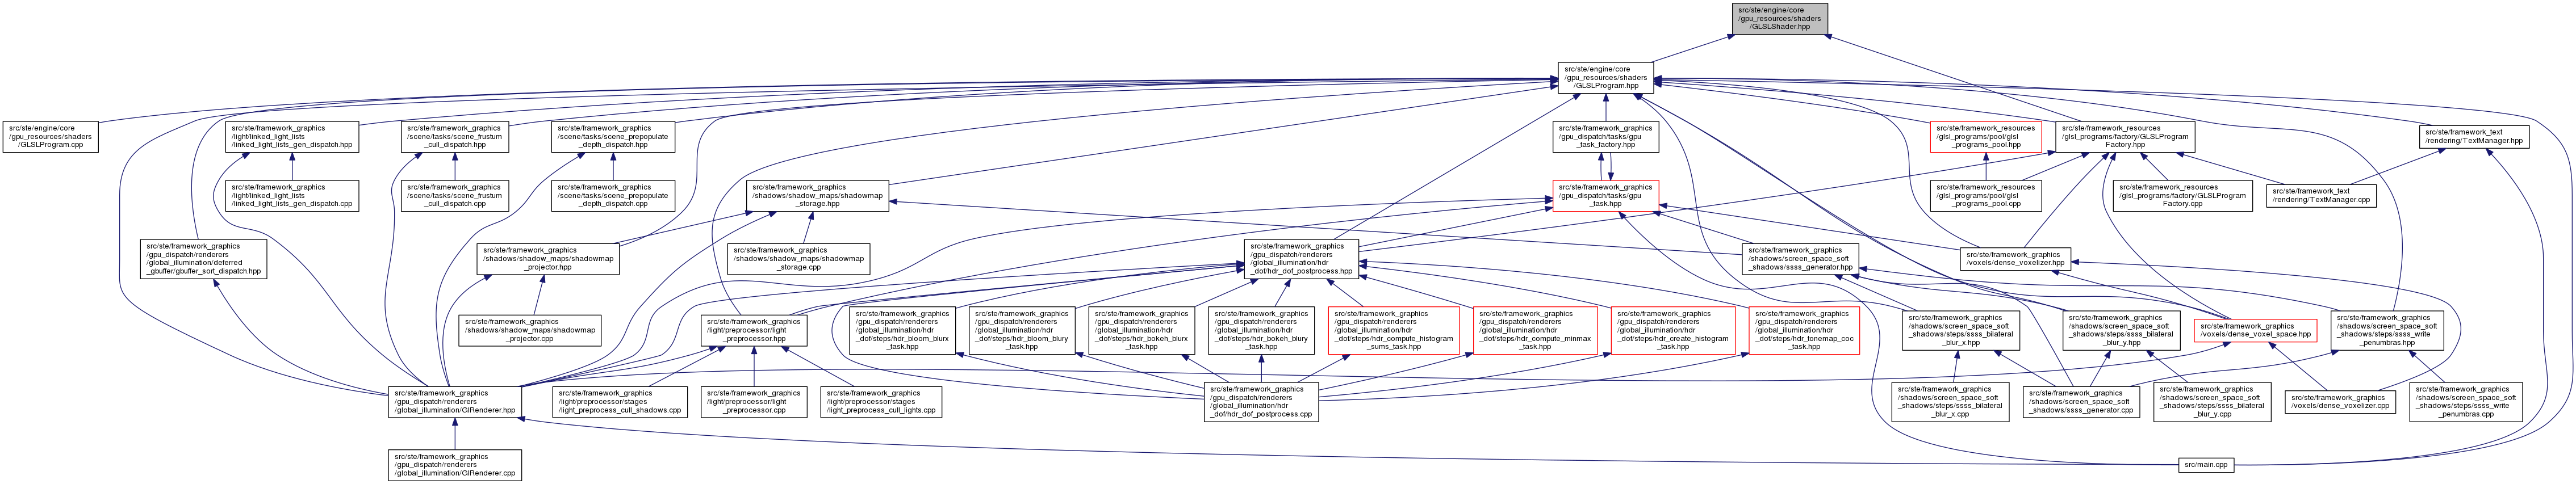 src/ste/engine/core
/gpu_resources/shaders
/GLSLShader.hpp
src/ste/engine/core
/gpu_resources/shaders
/GLSLProgram.hpp
src/ste/engine/core
/gpu_resources/shaders
/GLSLProgram.cpp
src/ste/framework_graphics
/light/linked_light_lists
/linked_light_lists_gen_dispatch.hpp
src/ste/framework_graphics
/scene/tasks/scene_frustum
_cull_dispatch.hpp
src/ste/framework_graphics
/scene/tasks/scene_prepopulate
_depth_dispatch.hpp
src/ste/framework_graphics
/gpu_dispatch/tasks/gpu
_task_factory.hpp
src/ste/framework_resources
/glsl_programs/pool/glsl
_programs_pool.hpp
src/ste/framework_resources
/glsl_programs/factory/GLSLProgram
Factory.hpp
src/ste/framework_text
/rendering/TextManager.hpp
src/ste/framework_graphics
/light/linked_light_lists
/linked_light_lists_gen_dispatch.cpp
src/ste/framework_graphics
/scene/tasks/scene_frustum
_cull_dispatch.cpp
src/ste/framework_graphics
/scene/tasks/scene_prepopulate
_depth_dispatch.cpp
src/ste/framework_graphics
/shadows/shadow_maps/shadowmap
_storage.hpp
src/ste/framework_graphics
/gpu_dispatch/tasks/gpu
_task.hpp
src/ste/framework_resources
/glsl_programs/pool/glsl
_programs_pool.cpp
src/ste/framework_resources
/glsl_programs/factory/GLSLProgram
Factory.cpp
src/ste/framework_text
/rendering/TextManager.cpp
src/ste/framework_graphics
/gpu_dispatch/renderers
/global_illumination/deferred
_gbuffer/gbuffer_sort_dispatch.hpp
src/ste/framework_graphics
/shadows/shadow_maps/shadowmap
_projector.hpp
src/ste/framework_graphics
/shadows/shadow_maps/shadowmap
_storage.cpp
src/ste/framework_graphics
/gpu_dispatch/renderers
/global_illumination/hdr
_dof/hdr_dof_postprocess.hpp
src/ste/framework_graphics
/shadows/screen_space_soft
_shadows/ssss_generator.hpp
src/ste/framework_graphics
/voxels/dense_voxelizer.hpp
src/ste/framework_graphics
/shadows/shadow_maps/shadowmap
_projector.cpp
src/ste/framework_graphics
/light/preprocessor/light
_preprocessor.hpp
src/ste/framework_graphics
/gpu_dispatch/renderers
/global_illumination/hdr
_dof/steps/hdr_bloom_blurx
_task.hpp
src/ste/framework_graphics
/gpu_dispatch/renderers
/global_illumination/hdr
_dof/steps/hdr_bloom_blury
_task.hpp
src/ste/framework_graphics
/gpu_dispatch/renderers
/global_illumination/hdr
_dof/steps/hdr_bokeh_blurx
_task.hpp
src/ste/framework_graphics
/gpu_dispatch/renderers
/global_illumination/hdr
_dof/steps/hdr_bokeh_blury
_task.hpp
src/ste/framework_graphics
/gpu_dispatch/renderers
/global_illumination/hdr
_dof/steps/hdr_compute_histogram
_sums_task.hpp
src/ste/framework_graphics
/gpu_dispatch/renderers
/global_illumination/hdr
_dof/steps/hdr_compute_minmax
_task.hpp
src/ste/framework_graphics
/gpu_dispatch/renderers
/global_illumination/hdr
_dof/steps/hdr_create_histogram
_task.hpp
src/ste/framework_graphics
/gpu_dispatch/renderers
/global_illumination/hdr
_dof/steps/hdr_tonemap_coc
_task.hpp
src/ste/framework_graphics
/shadows/screen_space_soft
_shadows/steps/ssss_bilateral
_blur_x.hpp
src/ste/framework_graphics
/shadows/screen_space_soft
_shadows/steps/ssss_bilateral
_blur_y.hpp
src/ste/framework_graphics
/voxels/dense_voxel_space.hpp
src/ste/framework_graphics
/shadows/screen_space_soft
_shadows/steps/ssss_write
_penumbras.hpp
src/ste/framework_graphics
/gpu_dispatch/renderers
/global_illumination/GIRenderer.hpp
src/ste/framework_graphics
/light/preprocessor/stages
/light_preprocess_cull_shadows.cpp
src/ste/framework_graphics
/light/preprocessor/light
_preprocessor.cpp
src/ste/framework_graphics
/light/preprocessor/stages
/light_preprocess_cull_lights.cpp
src/ste/framework_graphics
/gpu_dispatch/renderers
/global_illumination/hdr
_dof/hdr_dof_postprocess.cpp
src/ste/framework_graphics
/shadows/screen_space_soft
_shadows/steps/ssss_bilateral
_blur_x.cpp
src/ste/framework_graphics
/shadows/screen_space_soft
_shadows/ssss_generator.cpp
src/ste/framework_graphics
/shadows/screen_space_soft
_shadows/steps/ssss_bilateral
_blur_y.cpp
src/ste/framework_graphics
/voxels/dense_voxelizer.cpp
src/ste/framework_graphics
/shadows/screen_space_soft
_shadows/steps/ssss_write
_penumbras.cpp
src/ste/framework_graphics
/gpu_dispatch/renderers
/global_illumination/GIRenderer.cpp
src/main.cpp